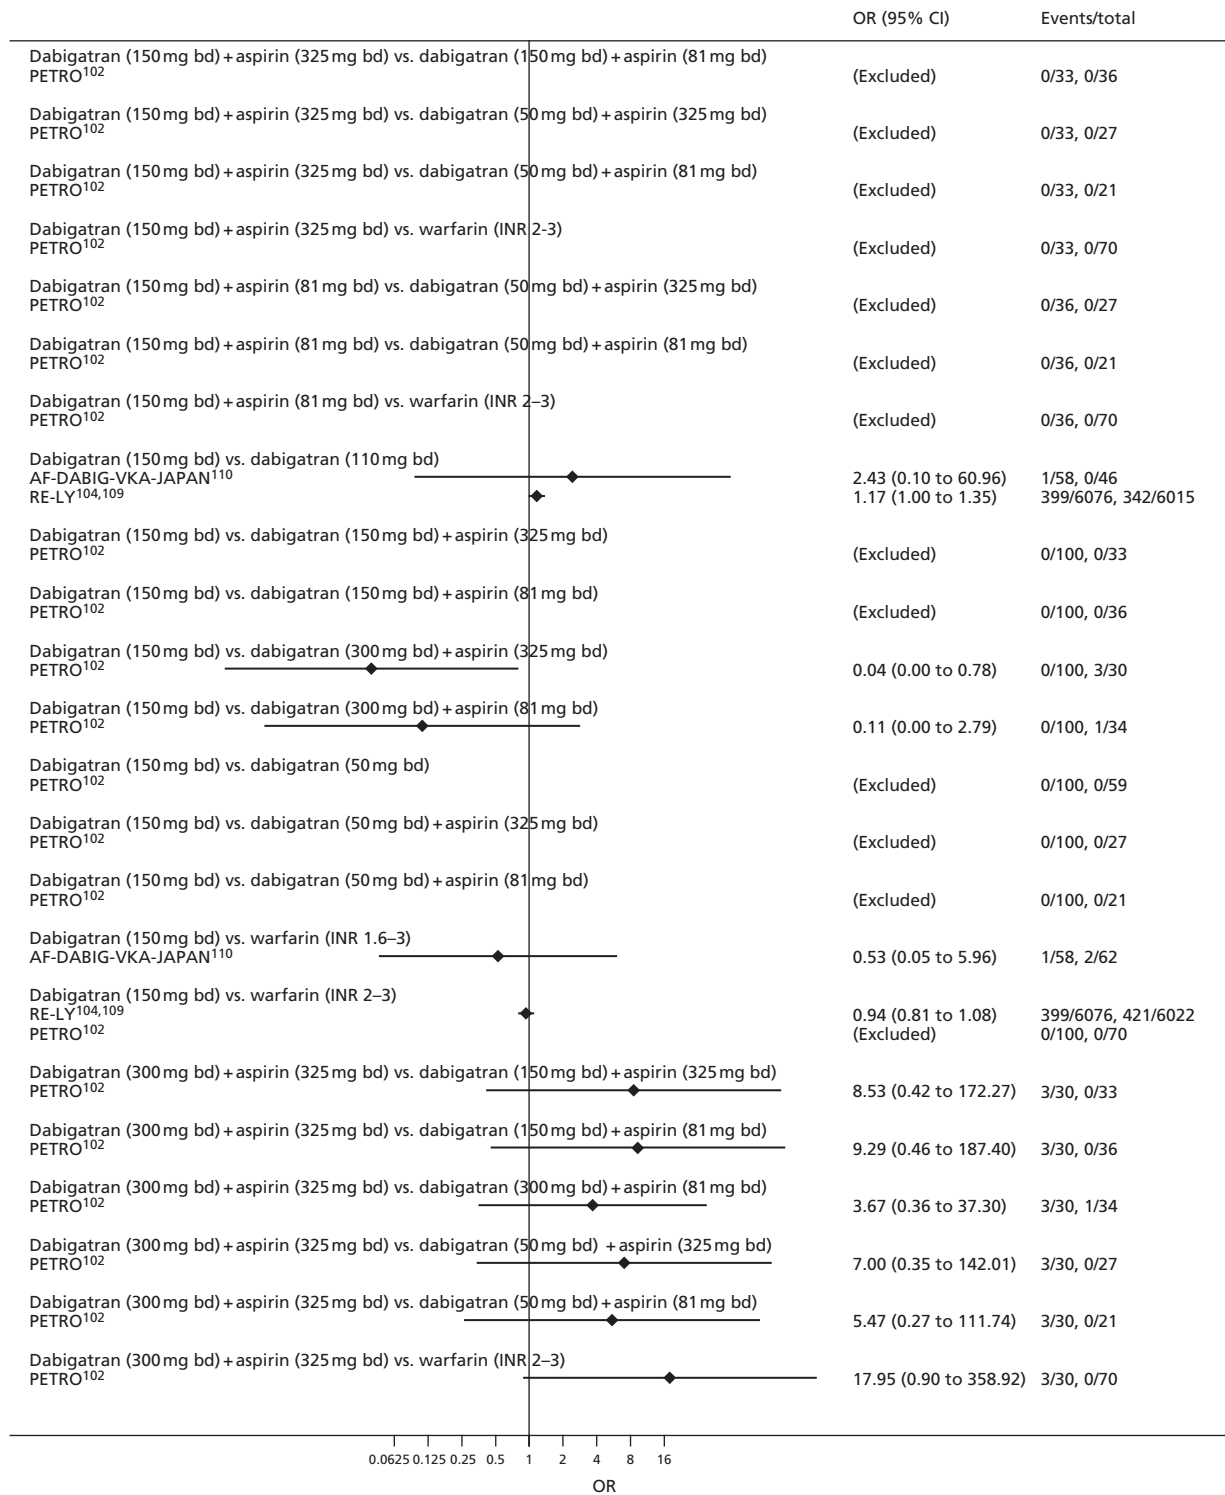 OR (95% CI) Events/total
Dabigatran (150 mg bd) + aspirin (325 mg bd) vs. dabigatran (150 mg bd) + aspirin (81 mg bd)
PETRO102 (Excluded) 0/33, 0/36
Dabigatran (150 mg bd) + aspirin (325 mg bd) vs. dabigatran (50 mg bd) + aspirin (325 mg bd)
PETRO102 (Excluded) 0/33, 0/27
Dabigatran (150 mg bd) + aspirin (325 mg bd) vs. dabigatran (50 mg bd) + aspirin (81 mg bd)
PETRO102 (Excluded) 0/33, 0/21
Dabigatran (150 mg bd) + aspirin (325 mg bd) vs. warfarin (INR 2-3)
PETRO102 (Excluded) 0/33, 0/70
Dabigatran (150 mg bd) + aspirin (81 mg bd) vs. dabigatran (50 mg bd) + aspirin (325 mg bd)
PETRO102 (Excluded) 0/36, 0/27
Dabigatran (150 mg bd) + aspirin (81 mg bd) vs. dabigatran (50 mg bd) + aspirin (81 mg bd)
PETRO102 (Excluded) 0/36, 0/21
Dabigatran (150 mg bd) + aspirin (81 mg bd) vs. warfarin (INR 2–3)
PETRO102 (Excluded) 0/36, 0/70
Dabigatran (150 mg bd) vs. dabigatran (110 mg bd)
AF-DABIG-VKA-JAPAN110 2.43 (0.10 to 60.96) 1/58, 0/46
RE-LY104,109 1.17 (1.00 to 1.35) 399/6076, 342/6015
Dabigatran (150 mg bd) vs. dabigatran (150 mg bd) + aspirin (325 mg bd)
PETRO102 (Excluded) 0/100, 0/33
Dabigatran (150 mg bd) vs. dabigatran (150 mg bd) + aspirin (81 mg bd)
PETRO102 (Excluded) 0/100, 0/36
Dabigatran (150 mg bd) vs. dabigatran (300 mg bd) + aspirin (325 mg bd)
PETRO102 0.04 (0.00 to 0.78) 0/100, 3/30
Dabigatran (150 mg bd) vs. dabigatran (300 mg bd) + aspirin (81 mg bd)
PETRO102 0.11 (0.00 to 2.79) 0/100, 1/34
Dabigatran (150 mg bd) vs. dabigatran (50 mg bd)
PETRO102 (Excluded) 0/100, 0/59
Dabigatran (150 mg bd) vs. dabigatran (50 mg bd) + aspirin (325 mg bd)
PETRO102 (Excluded) 0/100, 0/27
Dabigatran (150 mg bd) vs. dabigatran (50 mg bd) + aspirin (81 mg bd)
PETRO102 (Excluded) 0/100, 0/21
Dabigatran (150 mg bd) vs. warfarin (INR 1.6–3)
AF-DABIG-VKA-JAPAN110 0.53 (0.05 to 5.96) 1/58, 2/62
Dabigatran (150 mg bd) vs. warfarin (INR 2–3)
RE-LY104,109 0.94 (0.81 to 1.08) 399/6076, 421/6022
PETRO102 (Excluded) 0/100, 0/70
Dabigatran (300 mg bd) + aspirin (325 mg bd) vs. dabigatran (150 mg bd) + aspirin (325 mg bd)
PETRO102 8.53 (0.42 to 172.27) 3/30, 0/33
Dabigatran (300 mg bd) + aspirin (325 mg bd) vs. dabigatran (150 mg bd) + aspirin (81 mg bd)
PETRO102 9.29 (0.46 to 187.40) 3/30, 0/36
Dabigatran (300 mg bd) + aspirin (325 mg bd) vs. dabigatran (300 mg bd) + aspirin (81 mg bd)
PETRO102 3.67 (0.36 to 37.30) 3/30, 1/34
Dabigatran (300 mg bd) + aspirin (325 mg bd) vs. dabigatran (50 mg bd) + aspirin (325 mg bd)
PETRO102 7.00 (0.35 to 142.01) 3/30, 0/27
Dabigatran (300 mg bd) + aspirin (325 mg bd) vs. dabigatran (50 mg bd) + aspirin (81 mg bd)
PETRO102 5.47 (0.27 to 111.74) 3/30, 0/21
Dabigatran (300 mg bd) + aspirin (325 mg bd) vs. warfarin (INR 2–3)
PETRO102 17.95 (0.90 to 358.92) 3/30, 0/70
0.0625 0.125 0.25 0.5 1 2 4 8 16
OR